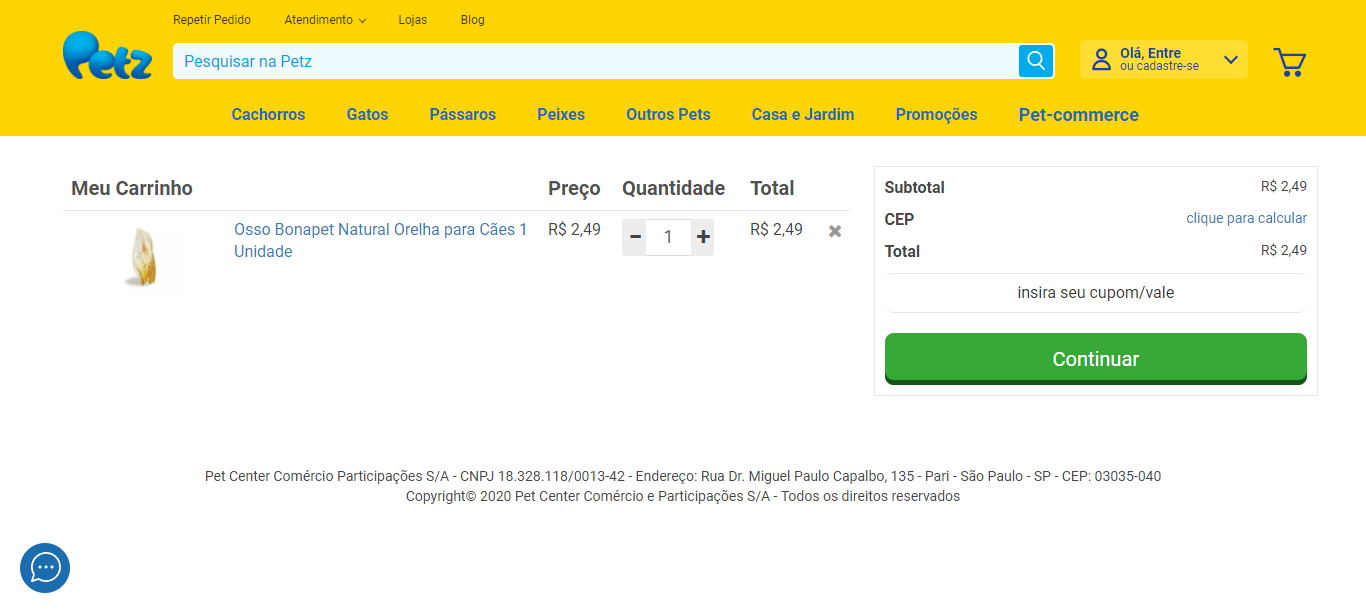 Repetir Pedido Atendimento Lojas Blog
Petz
Pesquisar na Petz
Olá, Entre
ou cadastre-se
Cachorros Gatos Pássaros Peixes Outros Pets Casa e Jardim Promoções Pet-commerce
Meu Carrinho Preço Quantidade Total
Osso Bonapet Natural Orelha para Cães 1 R$ 2,49 1 R$ 2,49
Unidade
Subtotal R$ 2,49
CEP clique para calcular
Total R$ 2,49
insira seu cupom/vale
Continuar
Pet Center Comércio Participações S/A - CNPJ 18.328.118/0013-42 - Endereço: Rua Dr. Miguel Paulo Capalbo, 135 - Pari - São Paulo - SP - CEP: 03035-040
Copyright© 2020 Pet Center Comércio e Participações S/A - Todos os direitos reservados